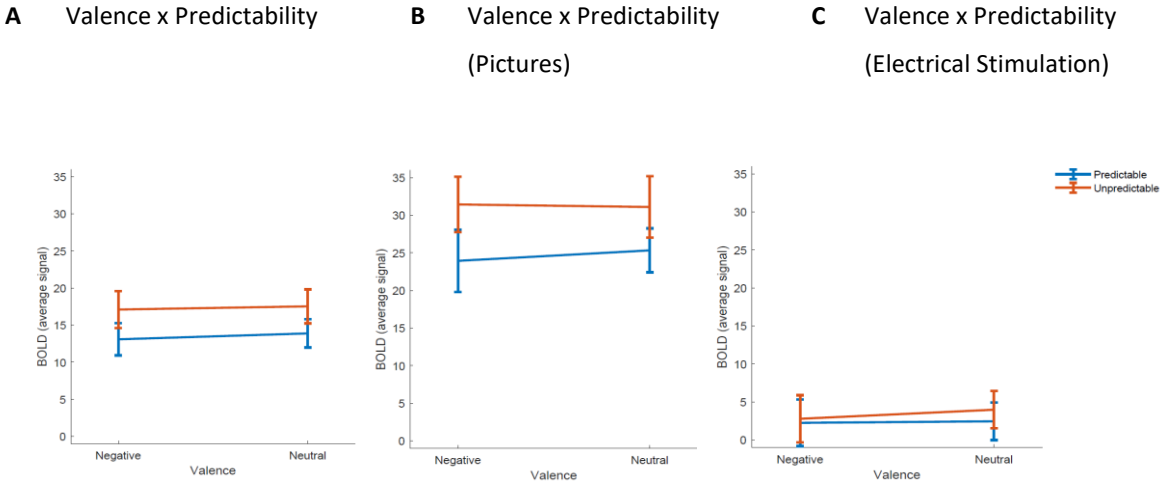 A Valence x Predictability
B Valence x Predictability
(Pictures)
C Valence x Predictability
(Electrical Stimulation)
35
30
25
20
15
10
5
0
BOLD (average signal)
Negative
Neutral
Valence
35
30
25
20
15
10
5
0
BOLD (average signal)
Negative
Neutral
Valence
35
30
25
20
15
10
5
0
BOLD (average signal)
Negative
Neutral
Valence
Predictable
Unpredictable